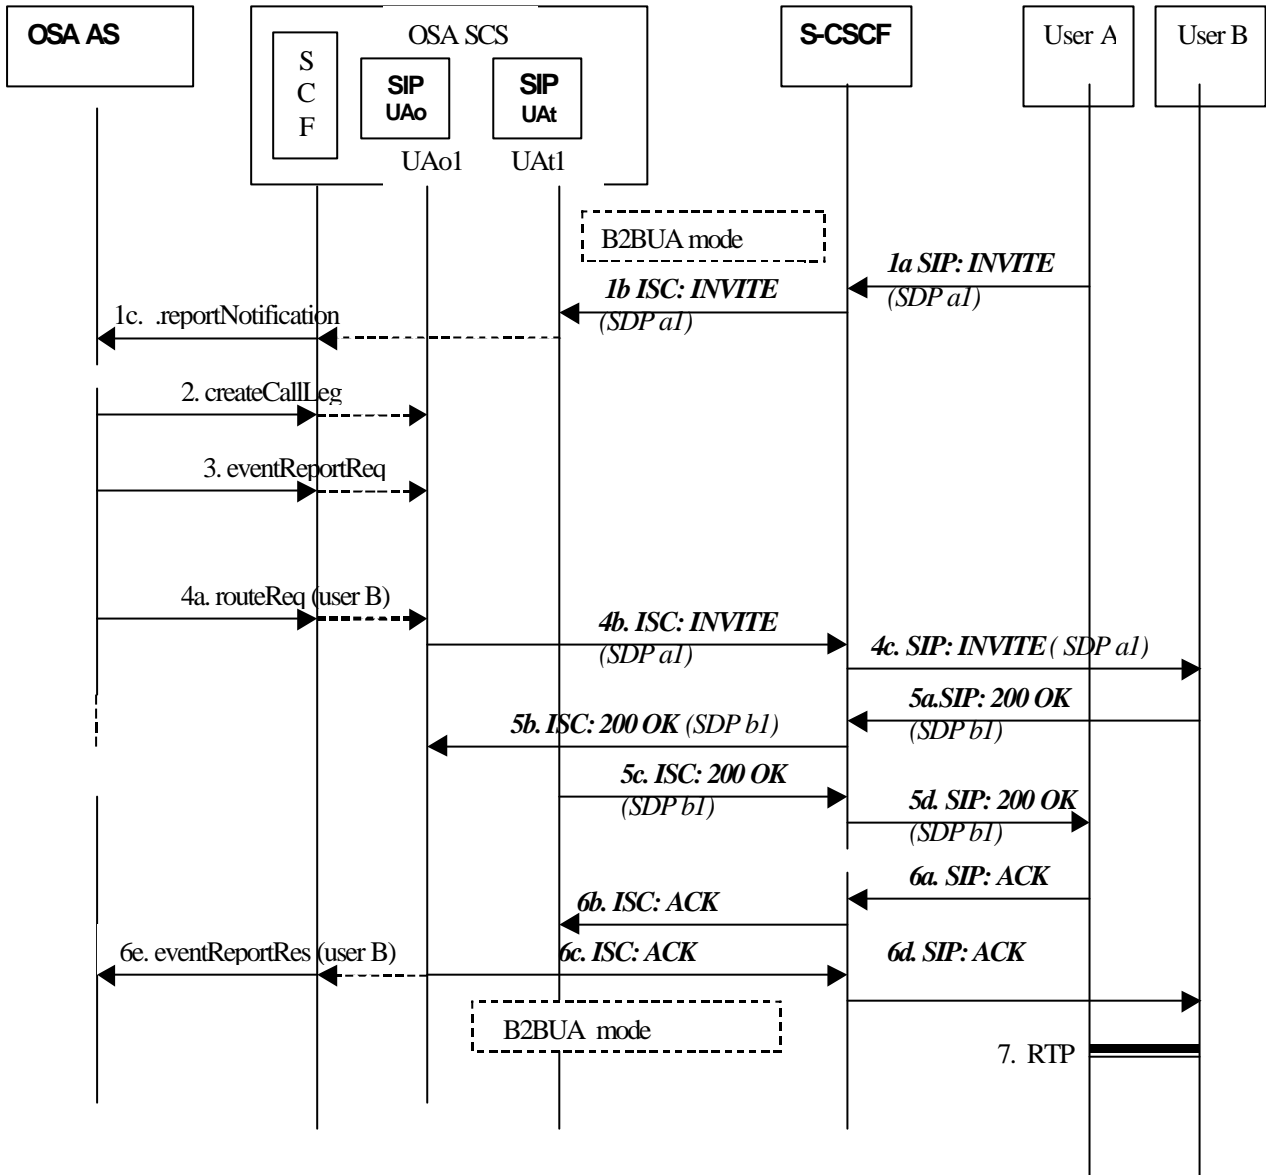 OSA AS
OSA SCS
S-CSCF
User A
User B
S
C
F
SIP
UAo
SIP
UAt
UAo1
UAt1
B2BUA mode
1a SIP: INVITE
(SDP a1)
1b ISC: INVITE
(SDP a1)
1c. .reportNotification
2. createCallLeg
3. eventReportReq
4a. routeReq (user B)
4b. ISC: INVITE
(SDP a1)
4c. SIP: INVITE ( SDP a1)
5a.SIP: 200 OK
(SDP b1)
5b. ISC: 200 OK (SDP b1)
5c. ISC: 200 OK
(SDP b1)
5d. SIP: 200 OK
(SDP b1)
6a. SIP: ACK
6b. ISC: ACK
6e. eventReportRes (user B)
6c. ISC: ACK
6d. SIP: ACK
B2BUA mode
7. RTP